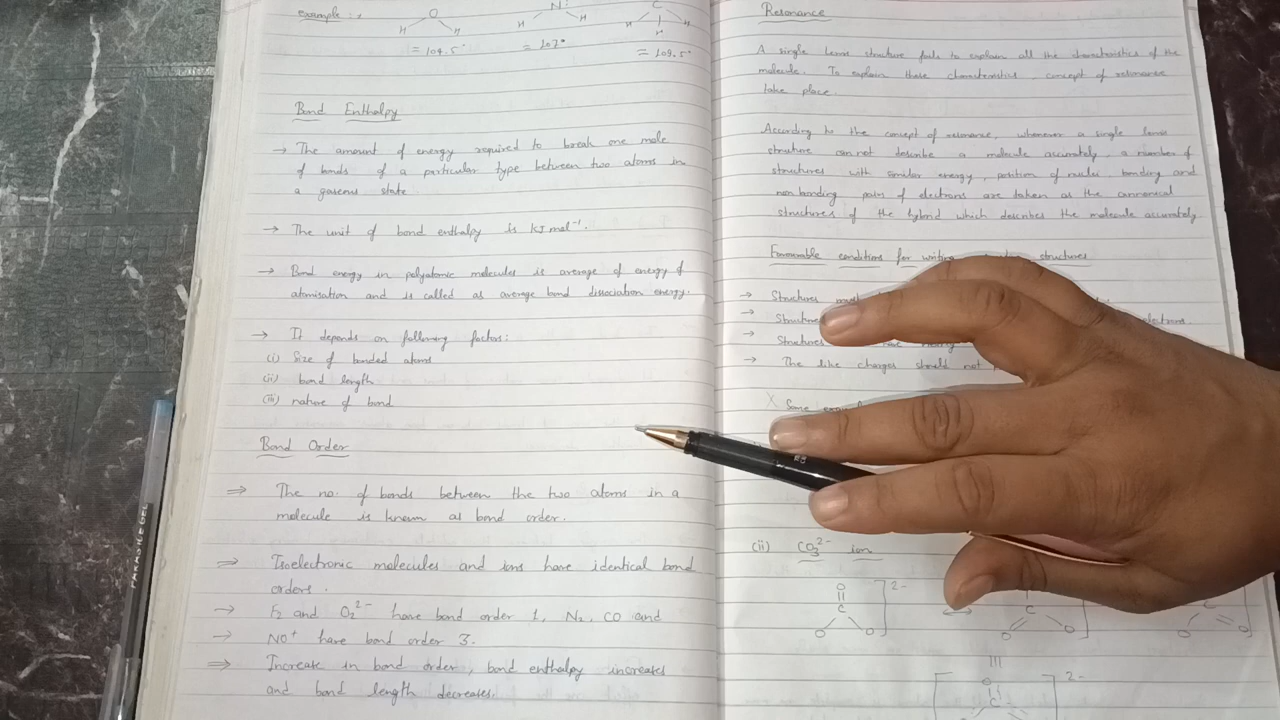 example :-
O
H H
= 104.5°
N:
H H
= 107°
C
H H
H
= 109.5°
Bond Enthalpy
→ The amount of energy required to break one mole
of bonds of a particular type between two atoms in
a gaseous state.
→ The unit of bond enthalpy is KJ mol⁻¹.
→ Bond energy in polyatomic molecules is average of energy of
atomisation and is called as average bond dissociation energy.
→ It depends on following factors:
(i) Size of bonded atoms
(ii) bond length
(iii) nature of bond
Bond Order
⇒ The no. of bonds between the two atoms in a
molecule is known as bond order.
⇒ Isoelectronic molecules and ions have identical bond
orders.
→ F₂ and O₂²⁻ have bond order 1, N₂, CO and
→ NO⁺ have bond order 3.
⇒ Increase in bond order, bond enthalpy increases
and bond length decreases.
PARAS ICE GEL
Resonance
A single Lewis structure fails to explain all the characteristics of the
molecule. To explain these characteristics, concept of resonance
take place.
According to the concept of resonance, whenever a single lewis
structure can not describe a molecule accurately, a number of
structures with similar energy, position of nuclei bonding and
non bonding pairs of electrons are taken as the cannonical
structures of the hybrid which describes the molecule accurately
Favourable conditions for writing structures
→ Structures
→ Structures electrons.
→ Structures
→ The like charges should not
X Some
(ii) CO₃²⁻ ion
O
C
O O
2-
↔
C
O O
O
O
C
2-